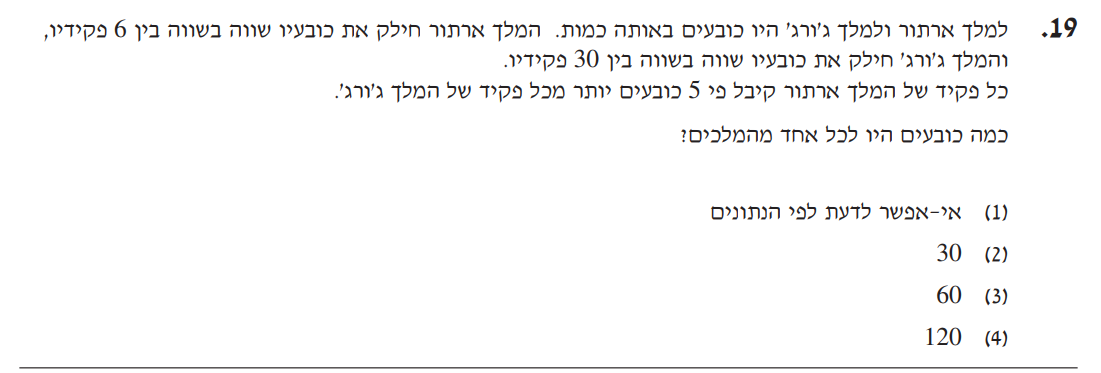 19. למלך ארתור ולמלך ג'ורג' היו כובעים באותה כמות. המלך ארתור חילק את כובעיו שווה בשווה בין 6 פקידיו,
והמלך ג'ורג' חילק את כובעיו שווה בשווה בין 30 פקידיו.
כל פקיד של המלך ארתור קיבל פי 5 כובעים יותר מכל פקיד של המלך ג'ורג'.
כמה כובעים היו לכל אחד מהמלכים?
(1) אי-אפשר לדעת לפי הנתונים
(2) 30
(3) 60
(4) 120